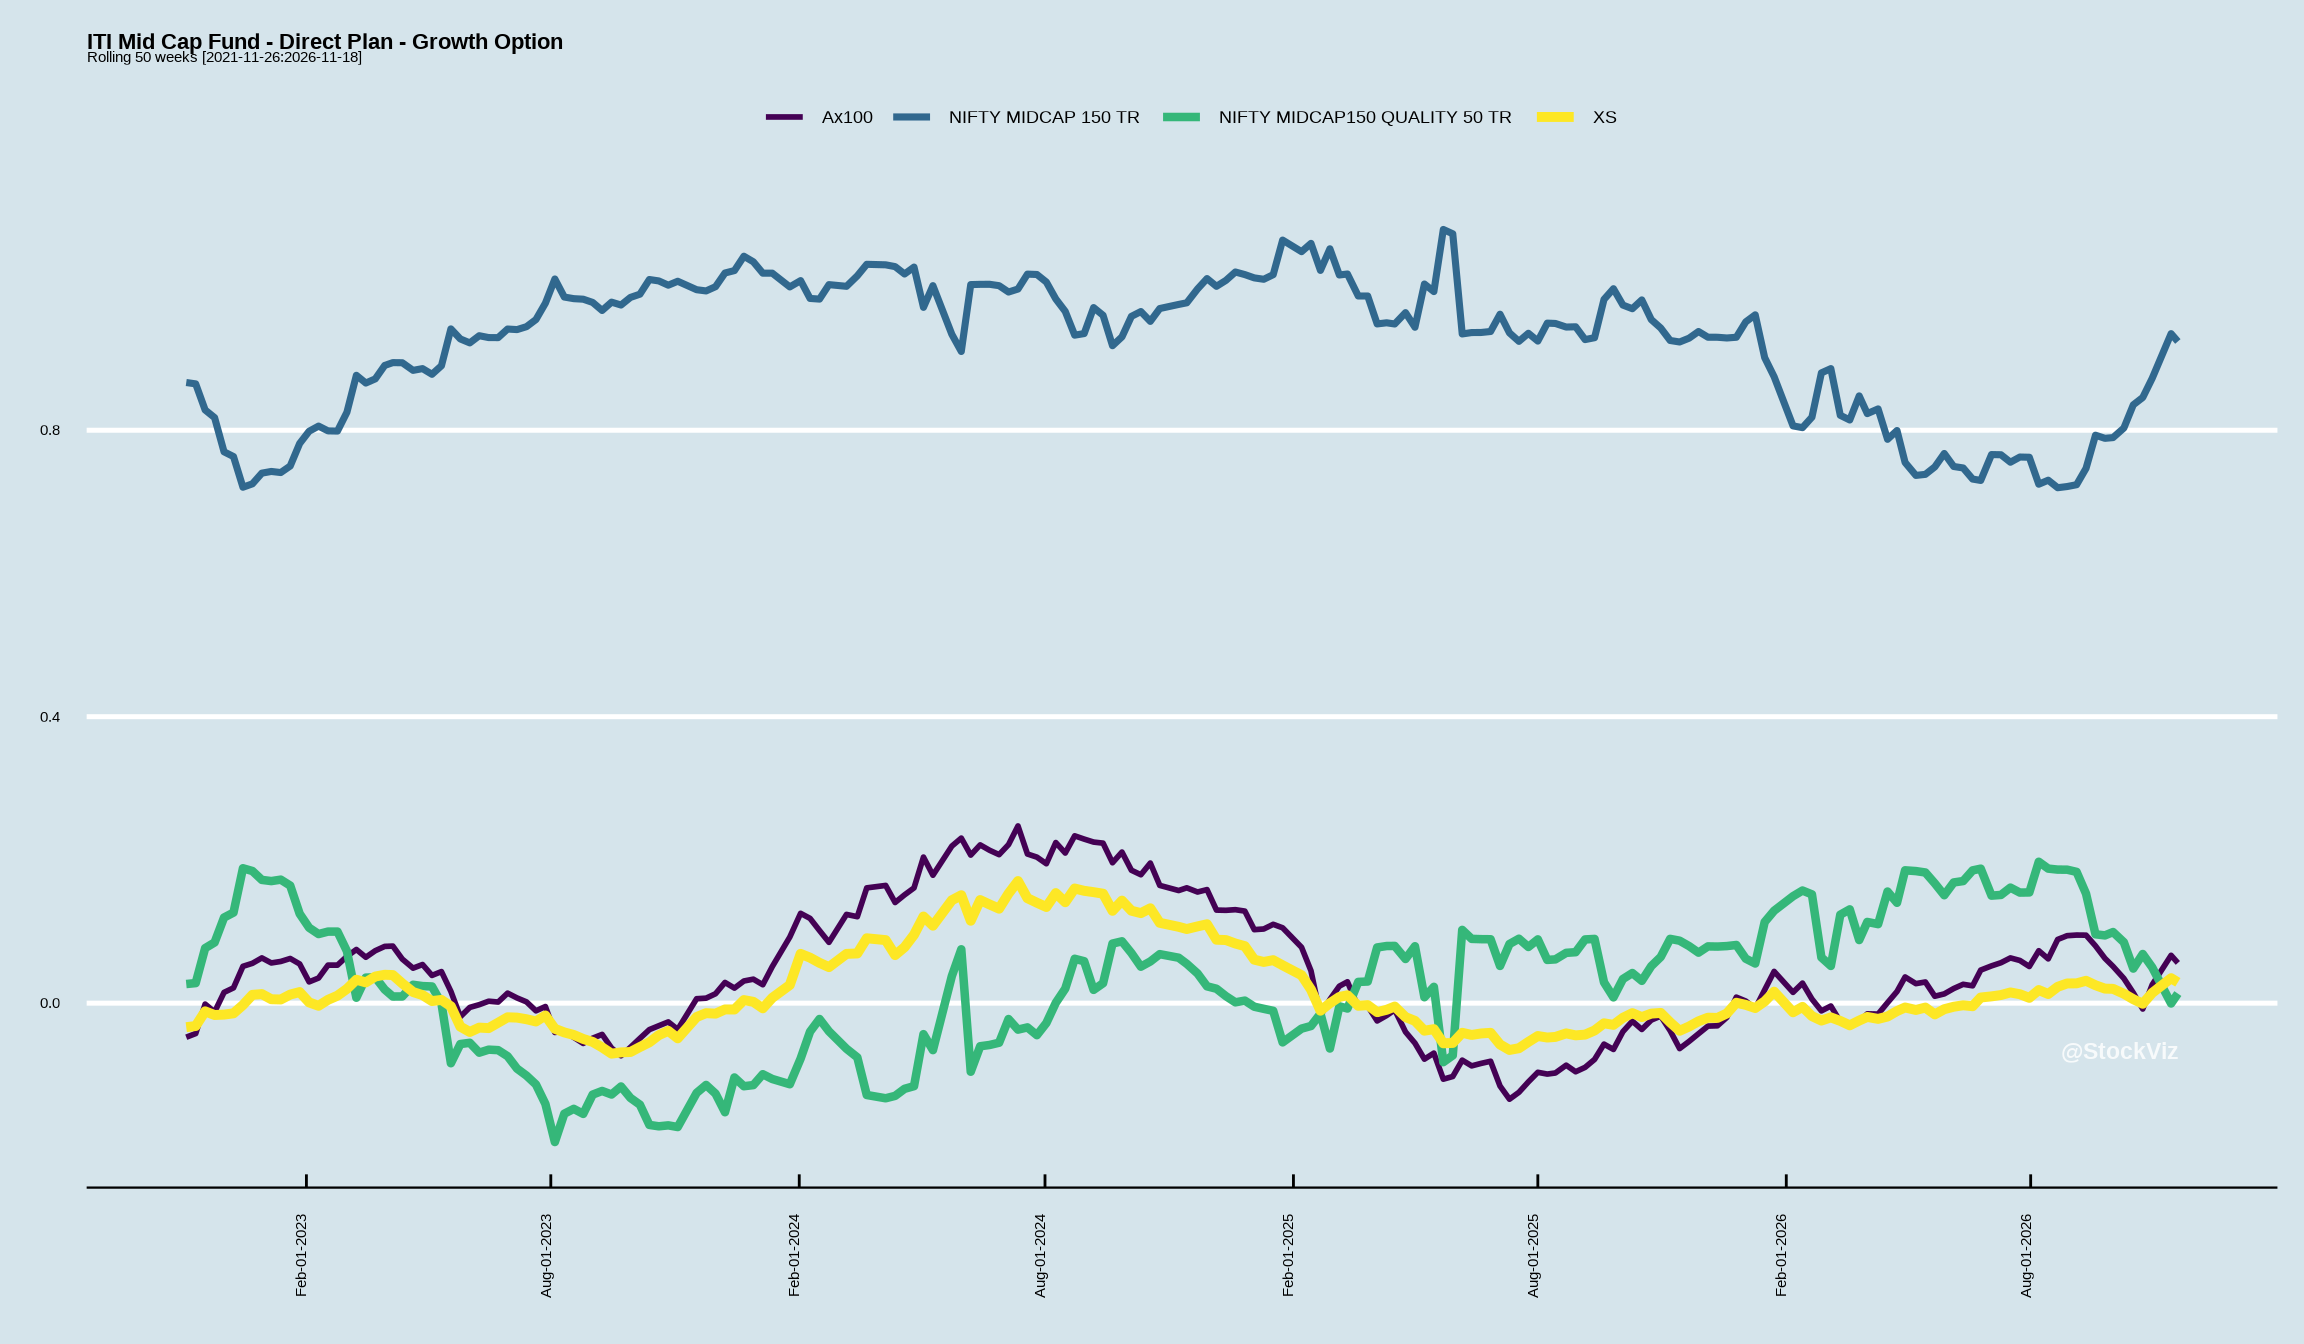 ITI Mid Cap Fund - Direct Plan - Growth Option
Rolling 50 weeks [2021-11-26:2026-11-18]
Ax100 NIFTY MIDCAP 150 TR NIFTY MIDCAP150 QUALITY 50 TR XS
0.8
0.4
0.0
@StockViz
Feb-01-2023
Aug-01-2023
Feb-01-2024
Aug-01-2024
Feb-01-2025
Aug-01-2025
Feb-01-2026
Aug-01-2026